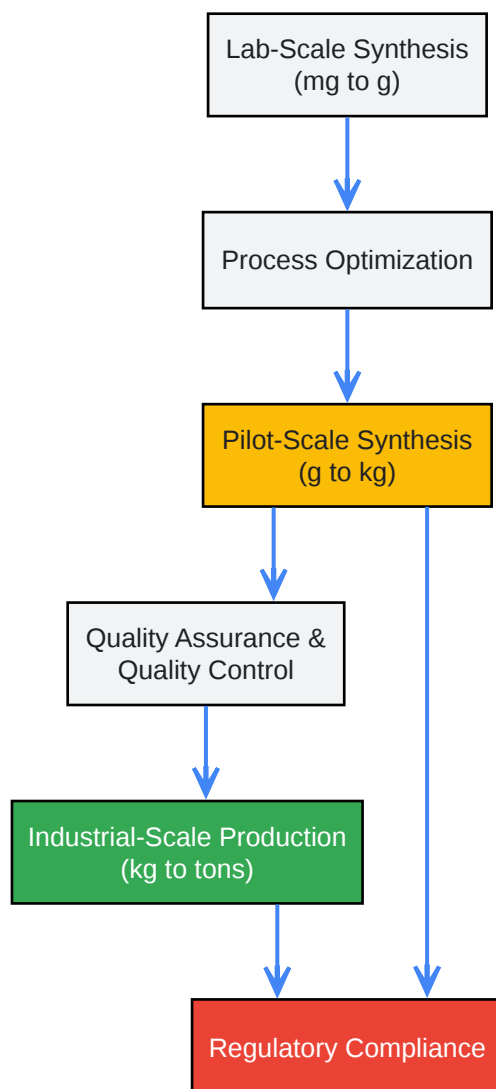 Lab-Scale Synthesis
(mg to g)
Process Optimization
Pilot-Scale Synthesis
(g to kg)
Quality Assurance &
Quality Control
Industrial-Scale Production
(kg to tons)
Regulatory Compliance